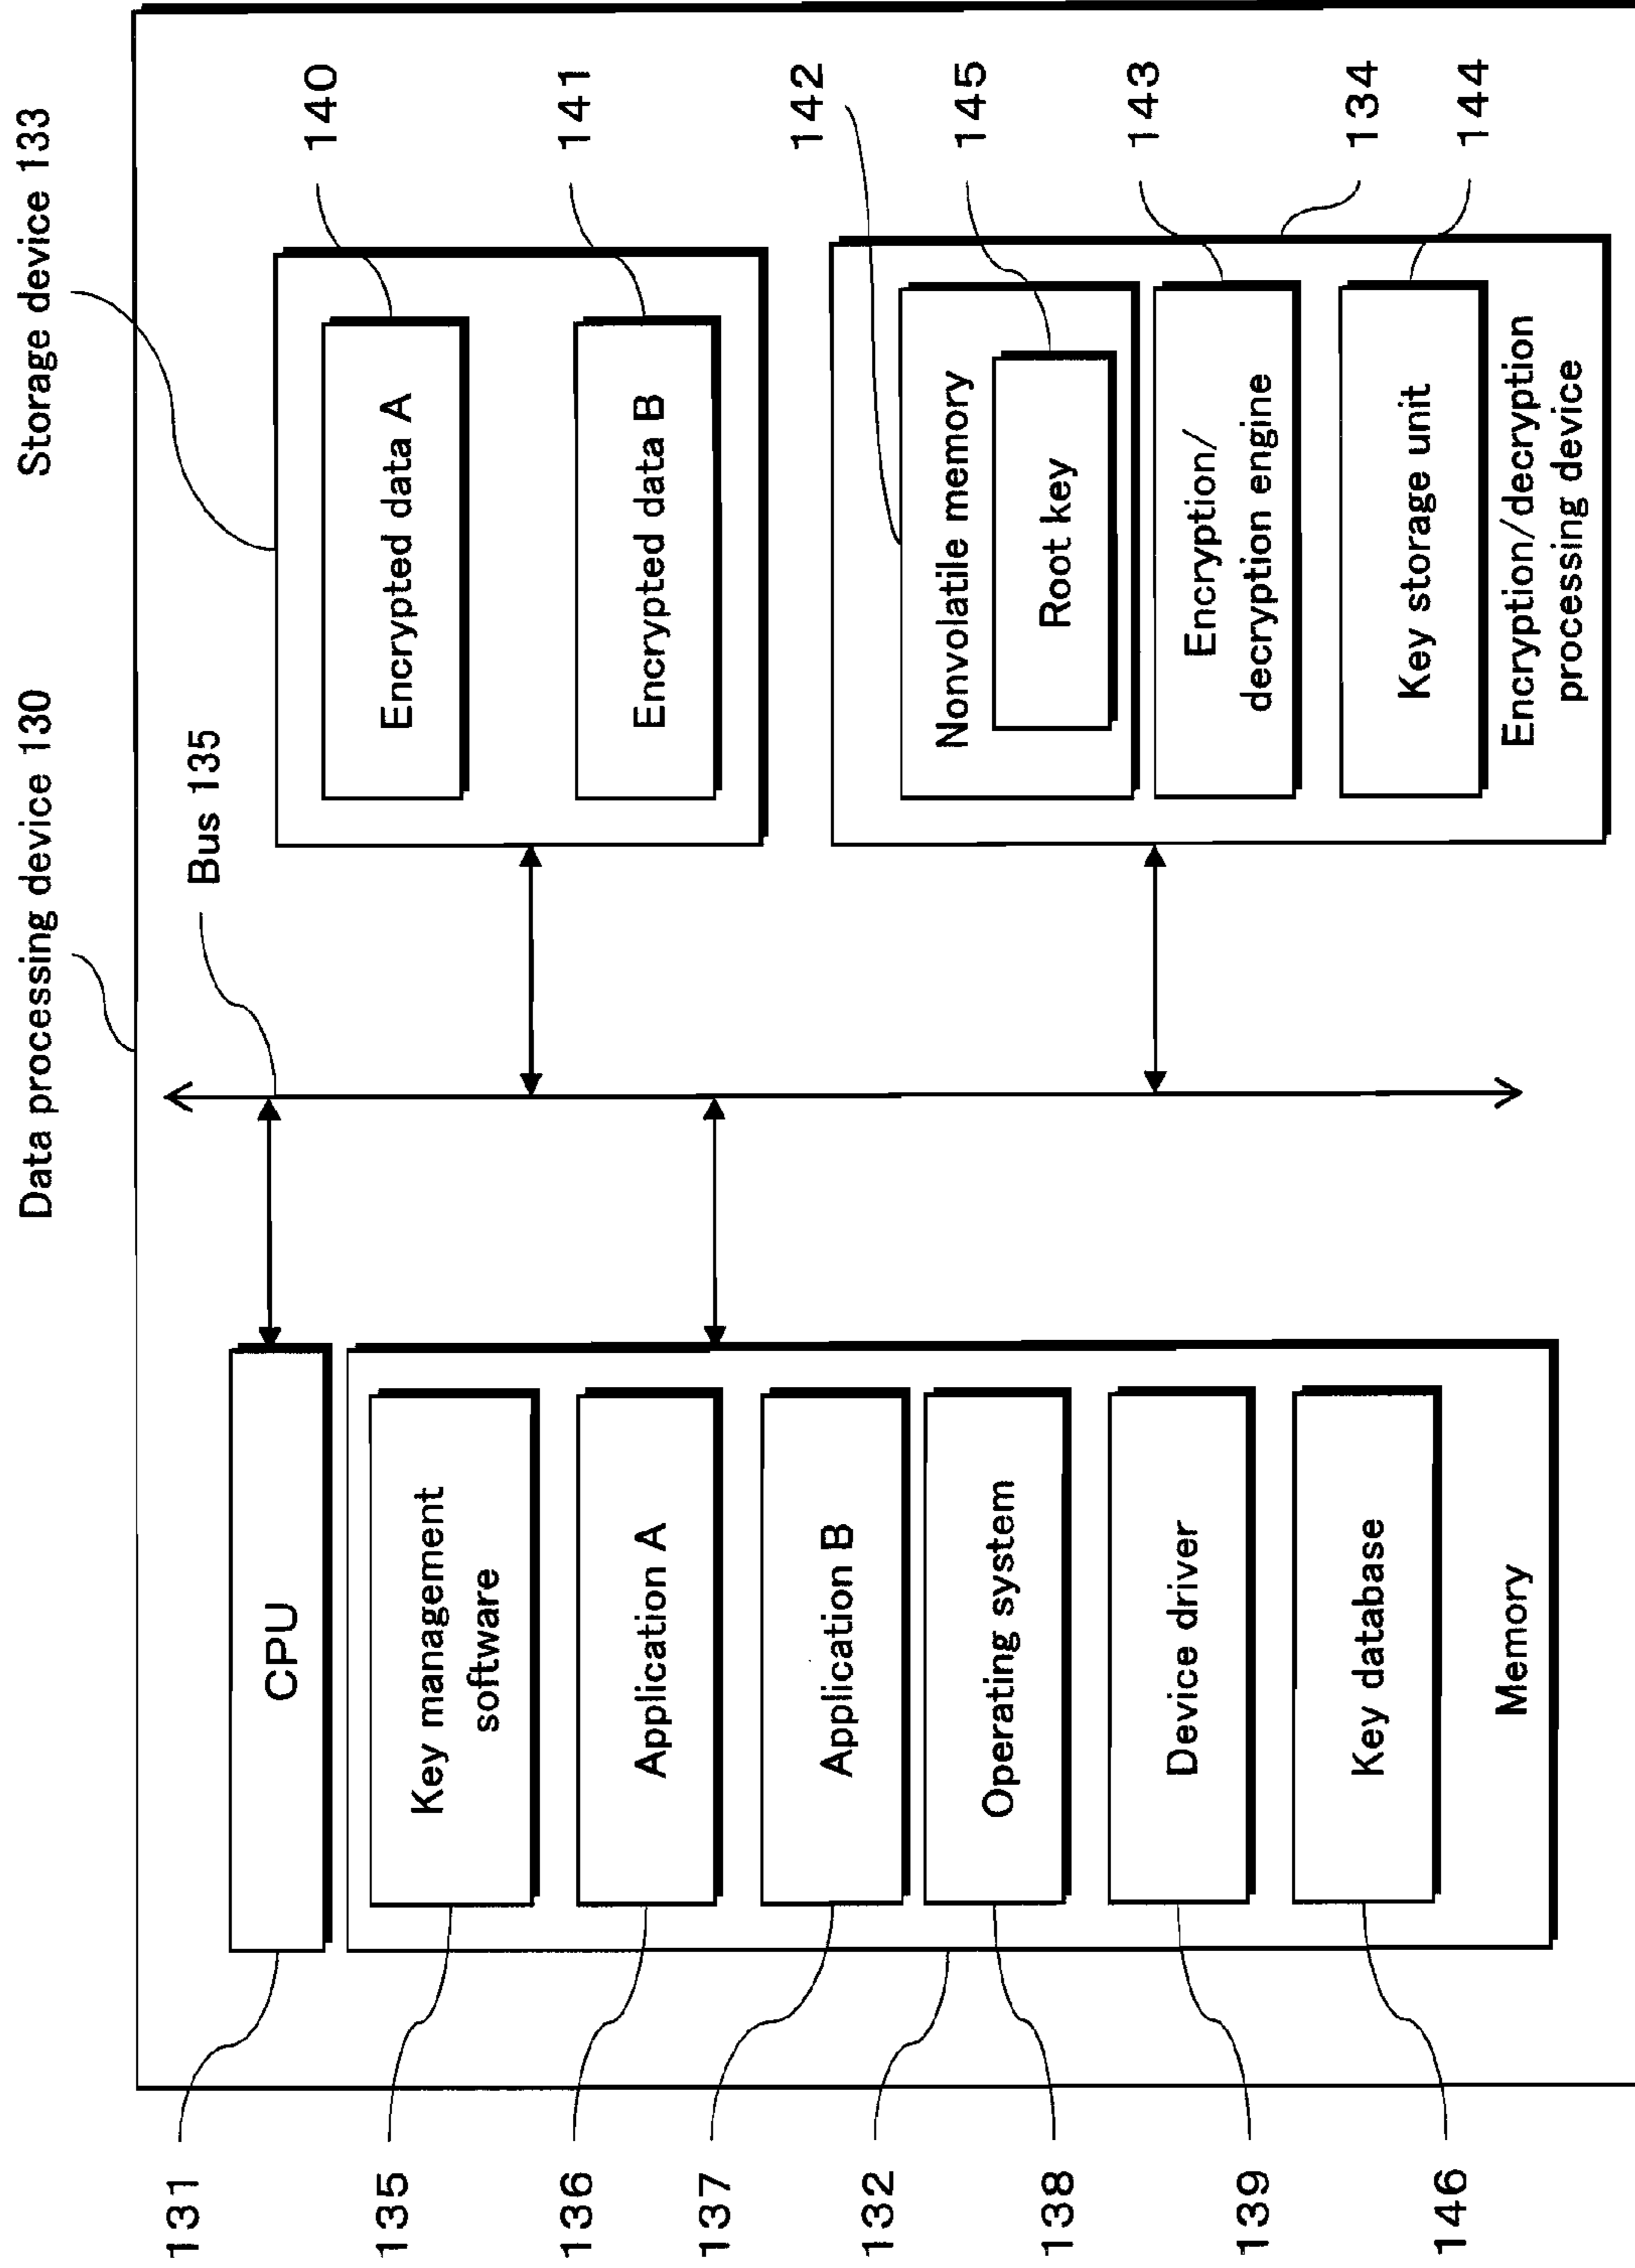 Data processing device 130
Storage device 133
Bus 135
131
CPU
135
Key management
software
136
Application A
137
Application B
132
138
Operating system
139
Device driver
146
Key database
Memory
140
Encrypted data A
141
Encrypted data B
142
Nonvolatile memory
145
Root key
143
Encryption/
decryption engine
134
144
Key storage unit
Encryption/decryption
processing device